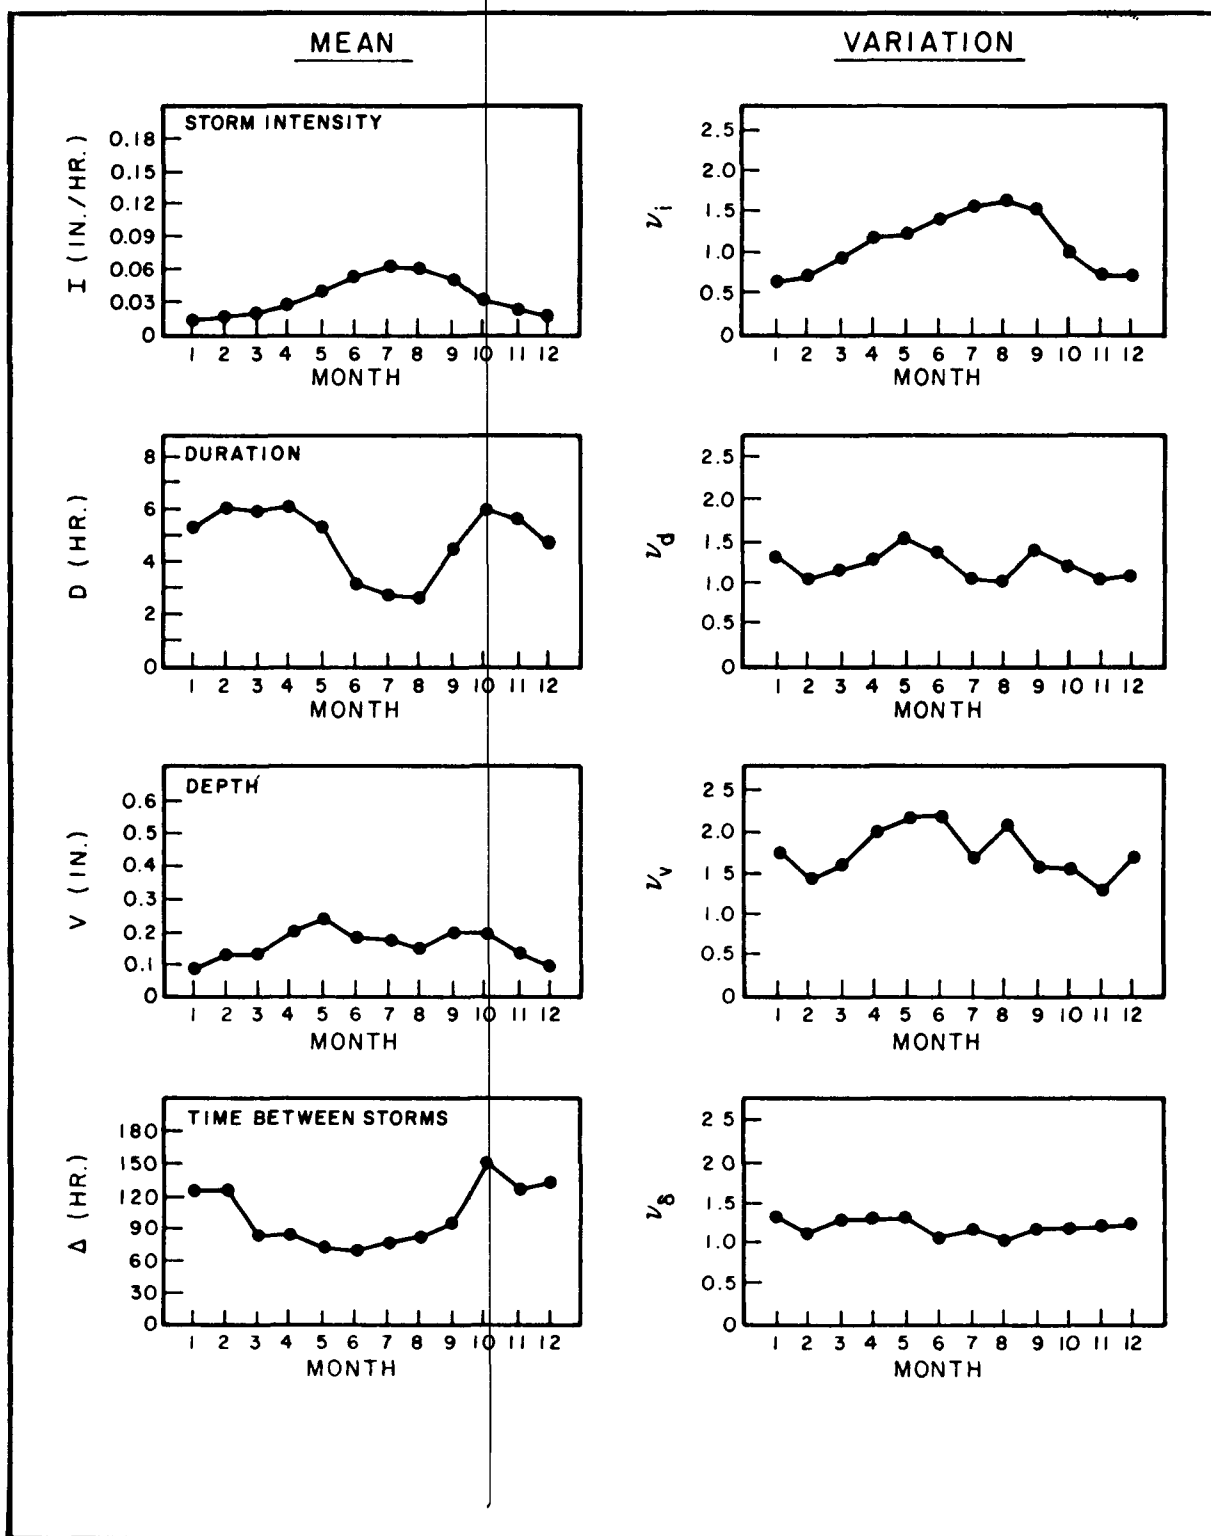 MEAN
VARIATION
STORM INTENSITY
I (IN./HR.)
0.18
0.15
0.12
0.09
0.06
0.03
0
1 2 3 4 5 6 7 8 9 10 11 12
MONTH
νi
2.5
2.0
1.5
1.0
0.5
0
1 2 3 4 5 6 7 8 9 10 11 12
MONTH
DURATION
D (HR.)
8
6
4
2
0
1 2 3 4 5 6 7 8 9 10 11 12
MONTH
νd
2.5
2.0
1.5
1.0
0.5
0
1 2 3 4 5 6 7 8 9 10 11 12
MONTH
DEPTH
V (IN.)
0.6
0.5
0.4
0.3
0.2
0.1
0
1 2 3 4 5 6 7 8 9 10 11 12
MONTH
νv
2 5
2.0
1 5
1.0
0.5
0
1 2 3 4 5 6 7 8 9 10 11 12
MONTH
TIME BETWEEN STORMS
Δ (HR.)
180
150
120
90
60
30
0
1 2 3 4 5 6 7 8 9 10 11 12
MONTH
νδ
2 5
2 0
1.5
1.0
0.5
0
1 2 3 4 5 6 7 8 9 10 11 12
MONTH